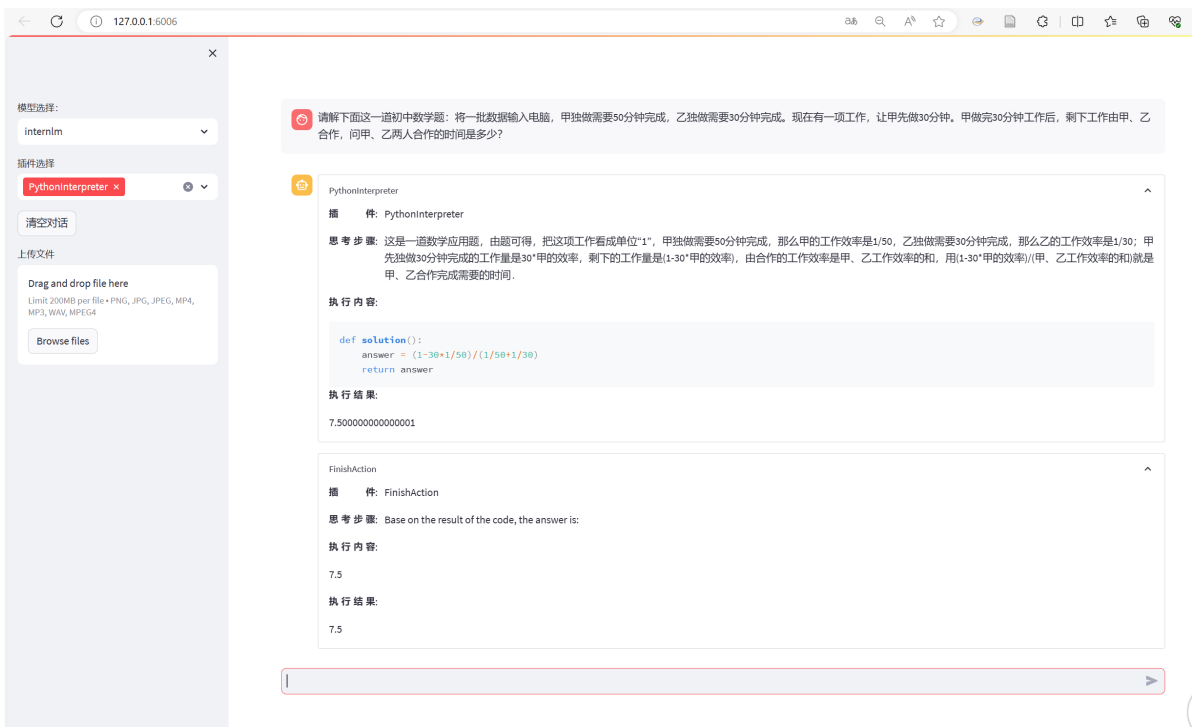 127.0.0.1:6006
模型选择:
internlm
插件选择
PythonInterpreter ×
清空对话
上传文件
Drag and drop file here
Limit 200MB per file • PNG, JPG, JPEG, MP4,
MP3, WAV, MPEG4
Browse files
请解下面这一道初中数学题：将一批数据输入电脑，甲独做需要50分钟完成，乙独做需要30分钟完成。现在有一项工作，让甲先做30分钟。甲做完30分钟工作后，剩下工作由甲、乙
合作，问甲、乙两人合作的时间是多少？
PythonInterpreter
插 件: PythonInterpreter
思考步骤: 这是一道数学应用题，由题可得，把这项工作看成单位“1”，甲独做需要50分钟完成，那么甲的工作效率是1/50，乙独做需要30分钟完成，那么乙的工作效率是1/30；甲
先独做30分钟完成的工作量是30*甲的效率，剩下的工作量是(1-30*甲的效率)，由合作的工作效率是甲、乙工作效率的和，用(1-30*甲的效率)/(甲、乙工作效率的和)就是
甲、乙合作完成需要的时间.
执行内容:
def solution():
    answer = (1-30*1/50)/(1/50+1/30)
    return answer
执行结果:
7.500000000000001
FinishAction
插 件: FinishAction
思考步骤: Base on the result of the code, the answer is:
执行内容:
7.5
执行结果:
7.5